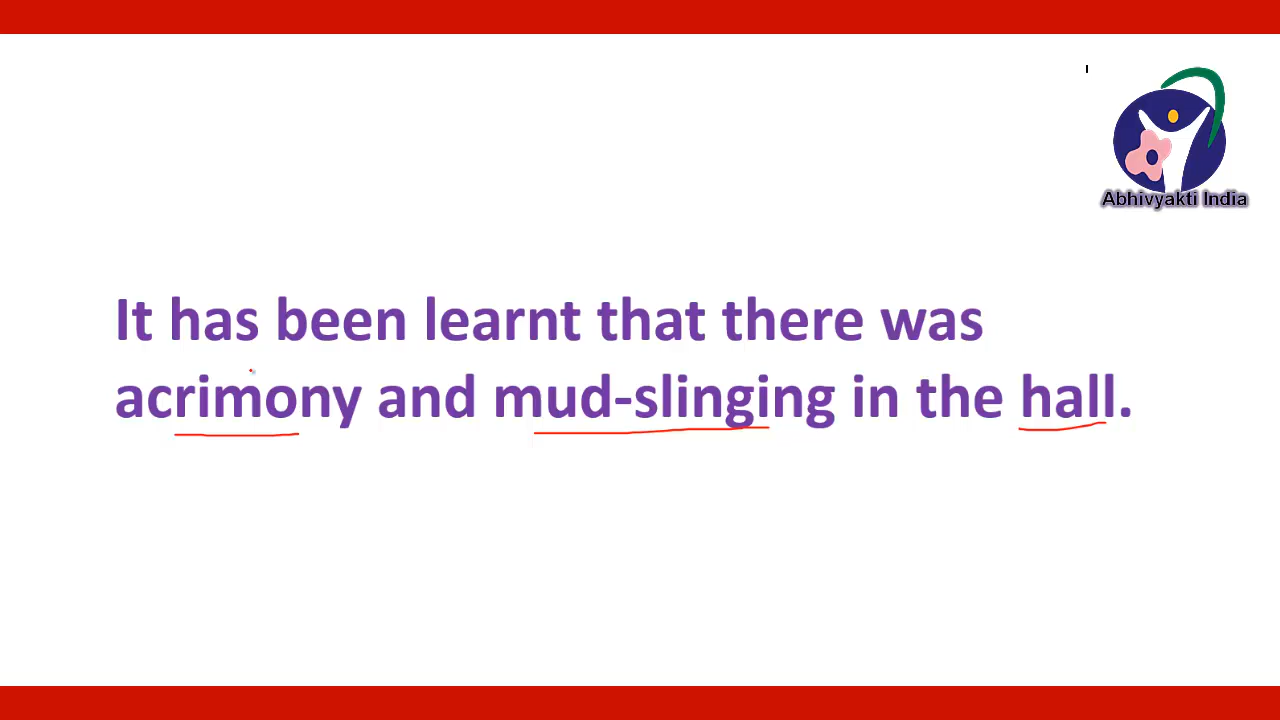 Abhivyakti India
It has been learnt that there was
acrimony and mud-slinging in the hall.